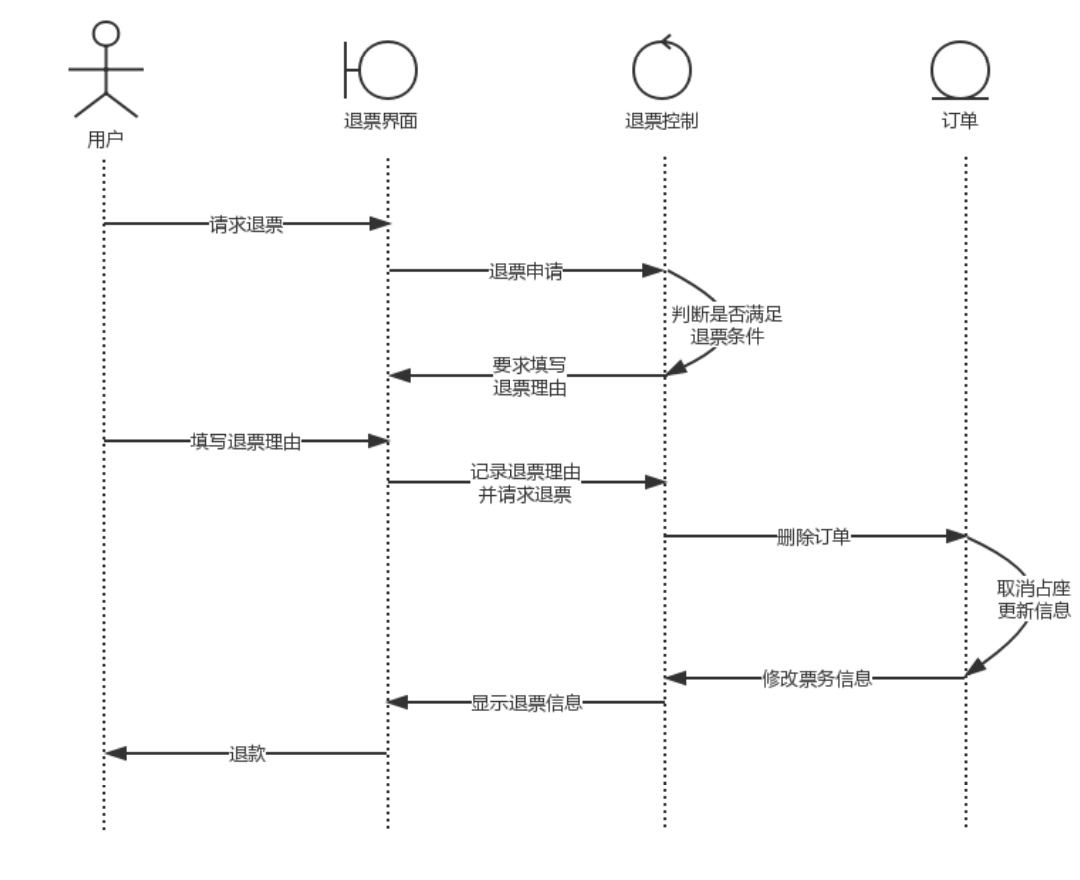 用户
退票界面
退票控制
订单
请求退票
退票申请
判断是否满足
退票条件
要求填写
退票理由
填写退票理由
记录退票理由
并请求退票
删除订单
取消占座
更新信息
修改票务信息
显示退票信息
退款